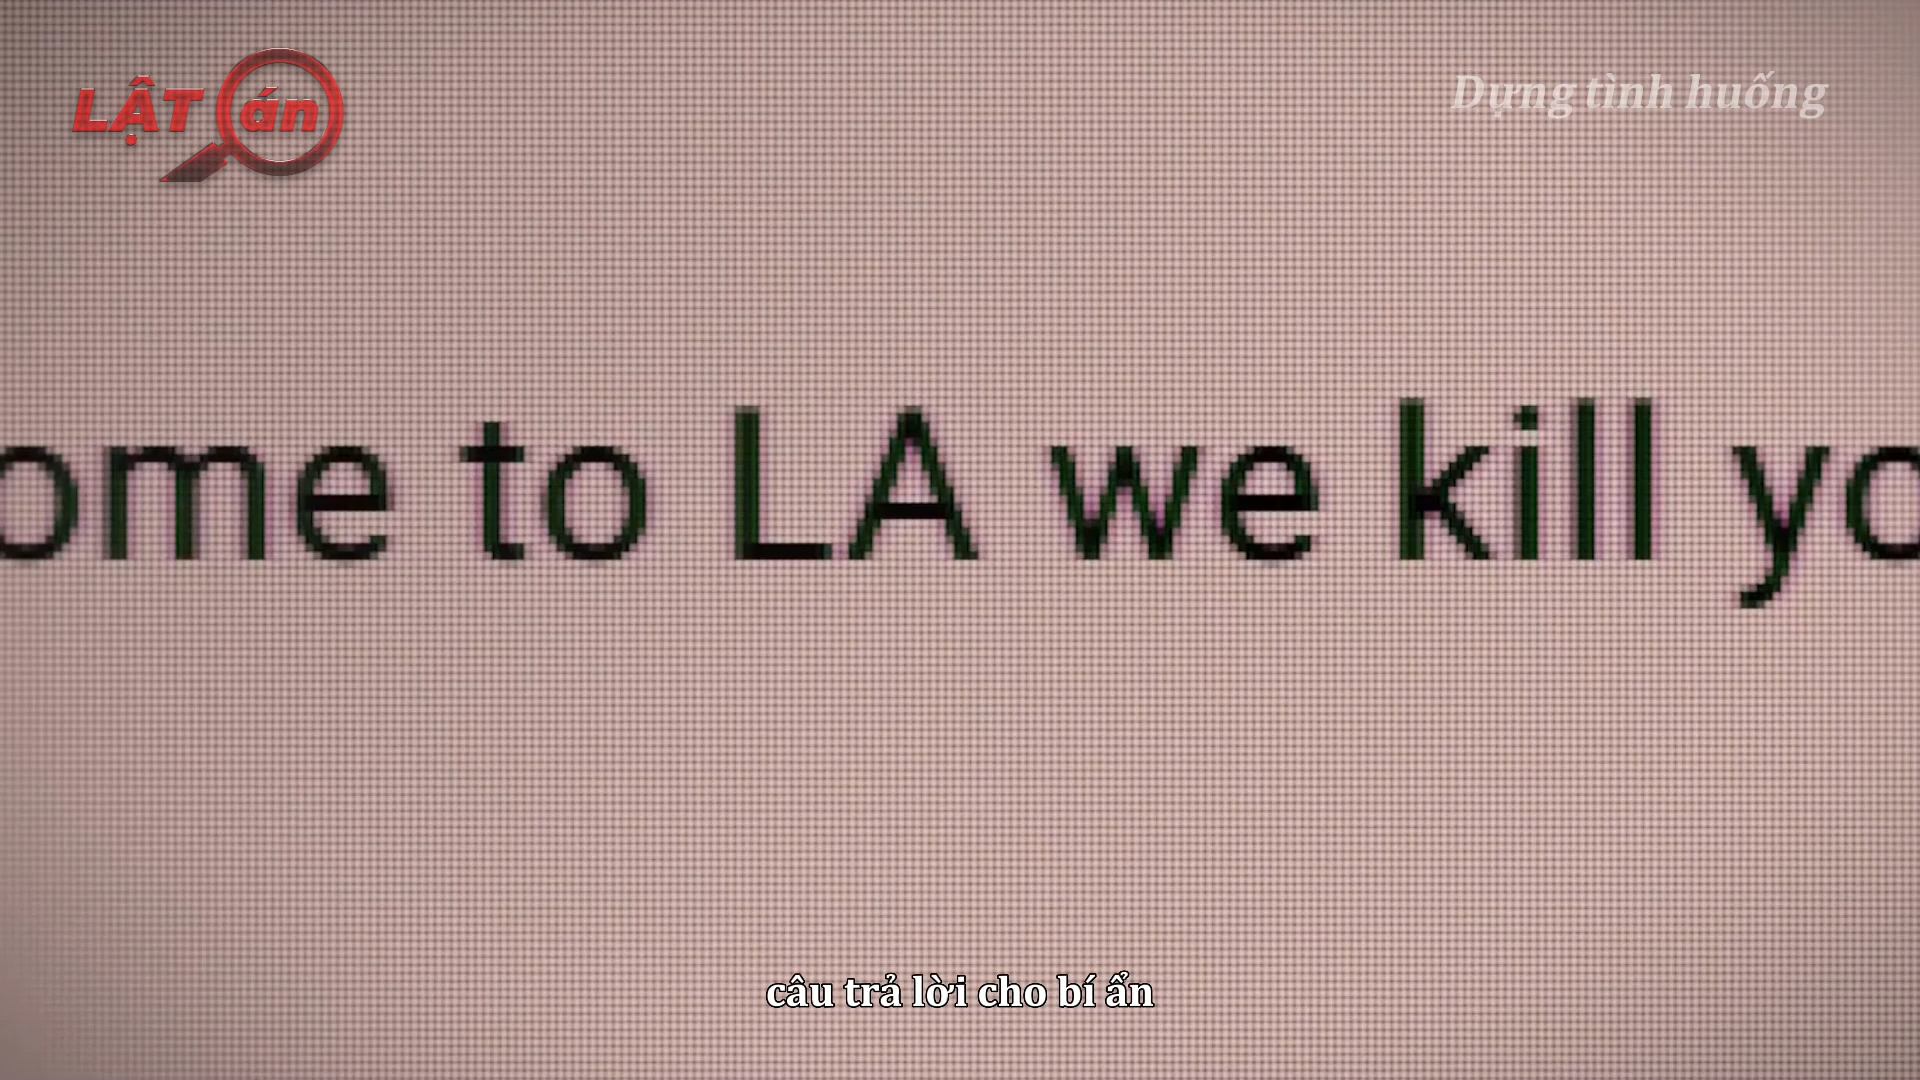 LẬT án
Dựng tình huống
ome to LA we kill yo
câu trả lời cho bí ẩn